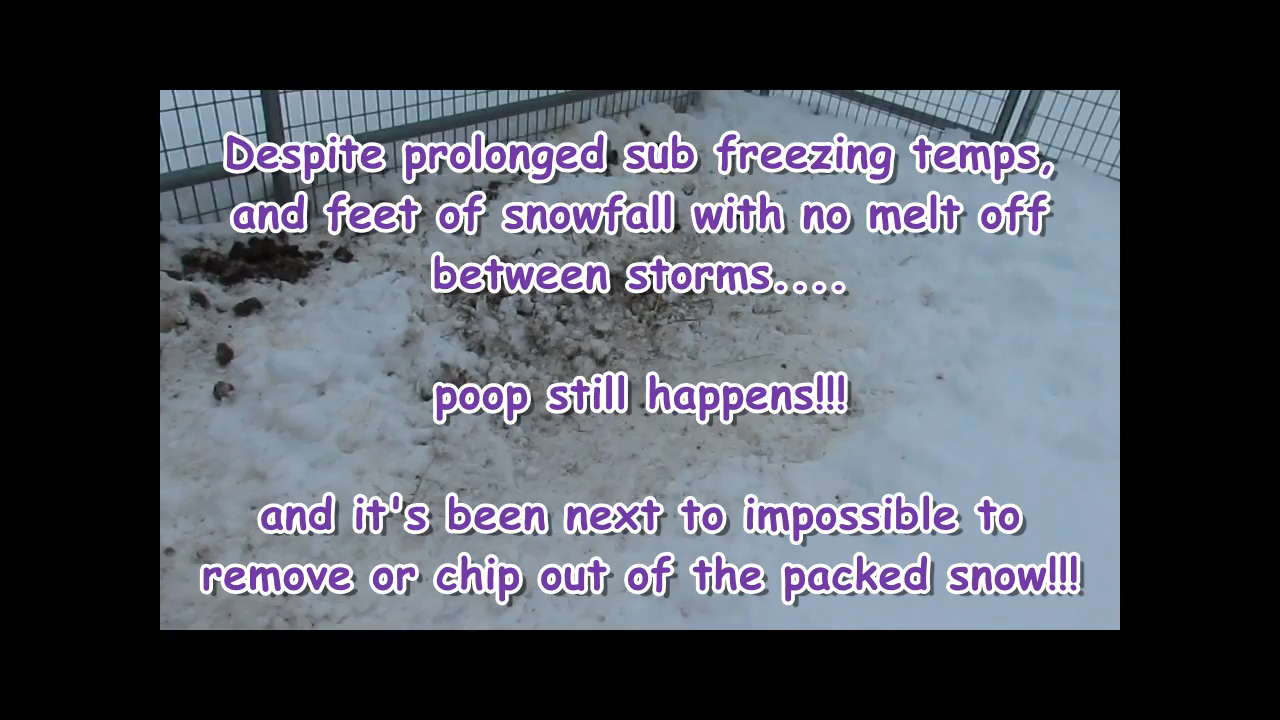 Despite prolonged sub freezing temps,
and feet of snowfall with no melt off
between storms....
poop still happens!!!
and it's been next to impossible to
remove or chip out of the packed snow!!!